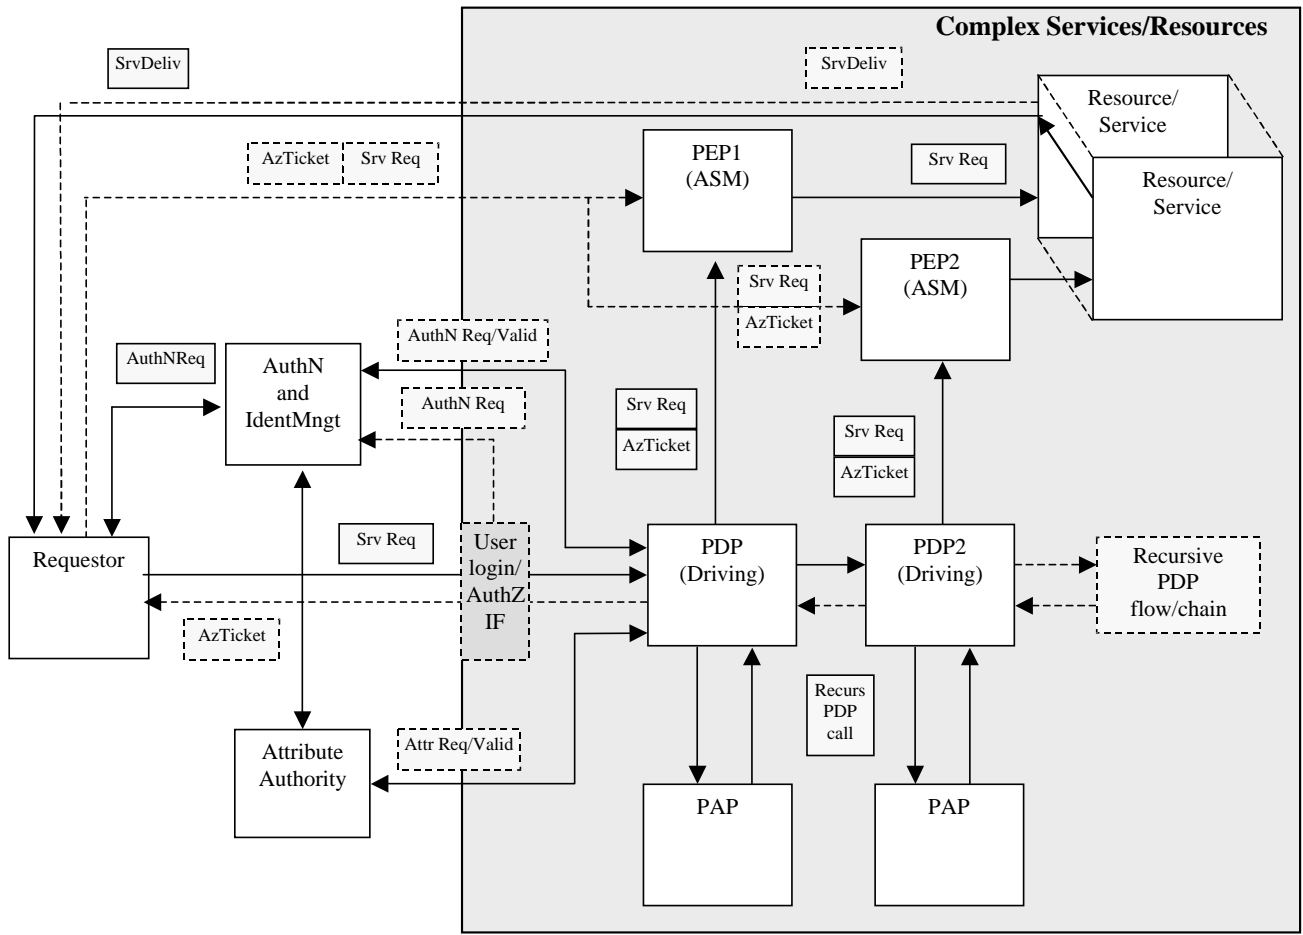 Complex Services/Resources
SrvDeliv
SrvDeliv
Resource/
Service
AzTicket
Srv Req
PEP1
(ASM)
Srv Req
Resource/
Service
PEP2
(ASM)
Srv Req
AzTicket
AuthN Req/Valid
AuthNReq
AuthN
and
IdentMngt
AuthN Req
Srv Req
AzTicket
Srv Req
AzTicket
Srv Req
Requestor
User
login/
AuthZ
IF
PDP
(Driving)
PDP2
(Driving)
Recursive
PDP
flow/chain
AzTicket
Recurs
PDP
call
Attribute
Authority
Attr Req/Valid
PAP
PAP